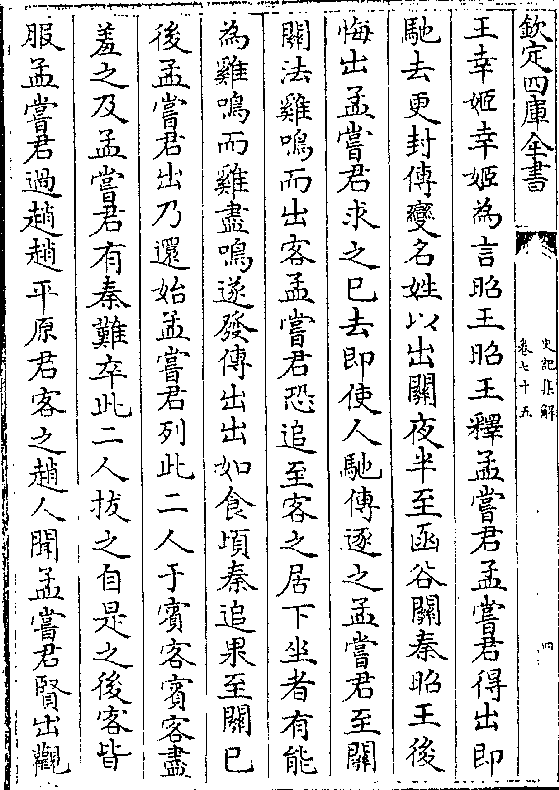 欽定四庫全書
史記集解
卷七十五
四
王幸姬幸姬為言昭王昭王釋孟嘗君孟嘗君得出即
馳去更封傳變名姓以出關夜半至函谷關秦昭王後
悔出孟嘗君求之已去即使人馳傳逐之孟嘗君至關
關法雞鳴而出客孟嘗君恐追至客之居下坐者有能
為雞鳴而雞盡鳴遂發傳出出如食頃秦追果至關已
後孟嘗君出乃還始孟嘗君列此二人于賓客賓客盡
羞之及孟嘗君有秦難卒此二人拔之自是之後客皆
服孟嘗君過趙趙平原君客之趙人聞孟嘗君賢出觀